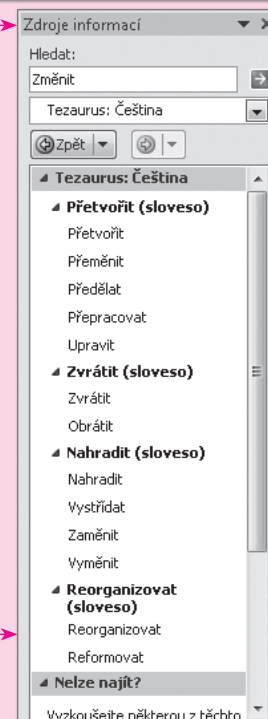 Zdroje informací
Hledat:
Změnit
Tezaurus: Čeština
Zpět
Tezaurus: Čeština
Přetvořit (sloveso)
Přetvořit
Přeměnit
Předělat
Přepracovat
Upravit
Zvrátit (sloveso)
Zvrátit
Obrátit
Nahradit (sloveso)
Nahradit
Vystřídat
Zaměnit
Vyměnit
Reorganizovat
(sloveso)
Reorganizovat
Reformovat
Nelze najít?
Vyzkoušejte některou z těchto